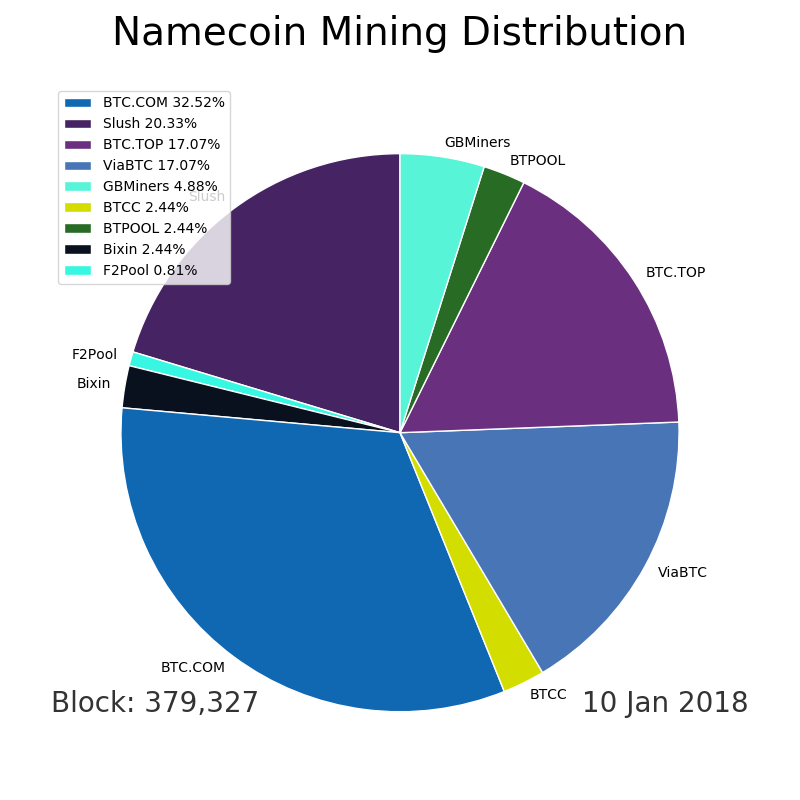 Namecoin Mining Distribution
BTC.COM 32.52%
Slush 20.33%
BTC.TOP 17.07%
ViaBTC 17.07%
GBMiners 4.88%
BTCC 2.44%
BTPOOL 2.44%
Bixin 2.44%
F2Pool 0.81%
GBMiners
BTPOOL
Slush
BTC.TOP
F2Pool
Bixin
ViaBTC
BTC.COM
BTCC
Block: 379,327
10 Jan 2018